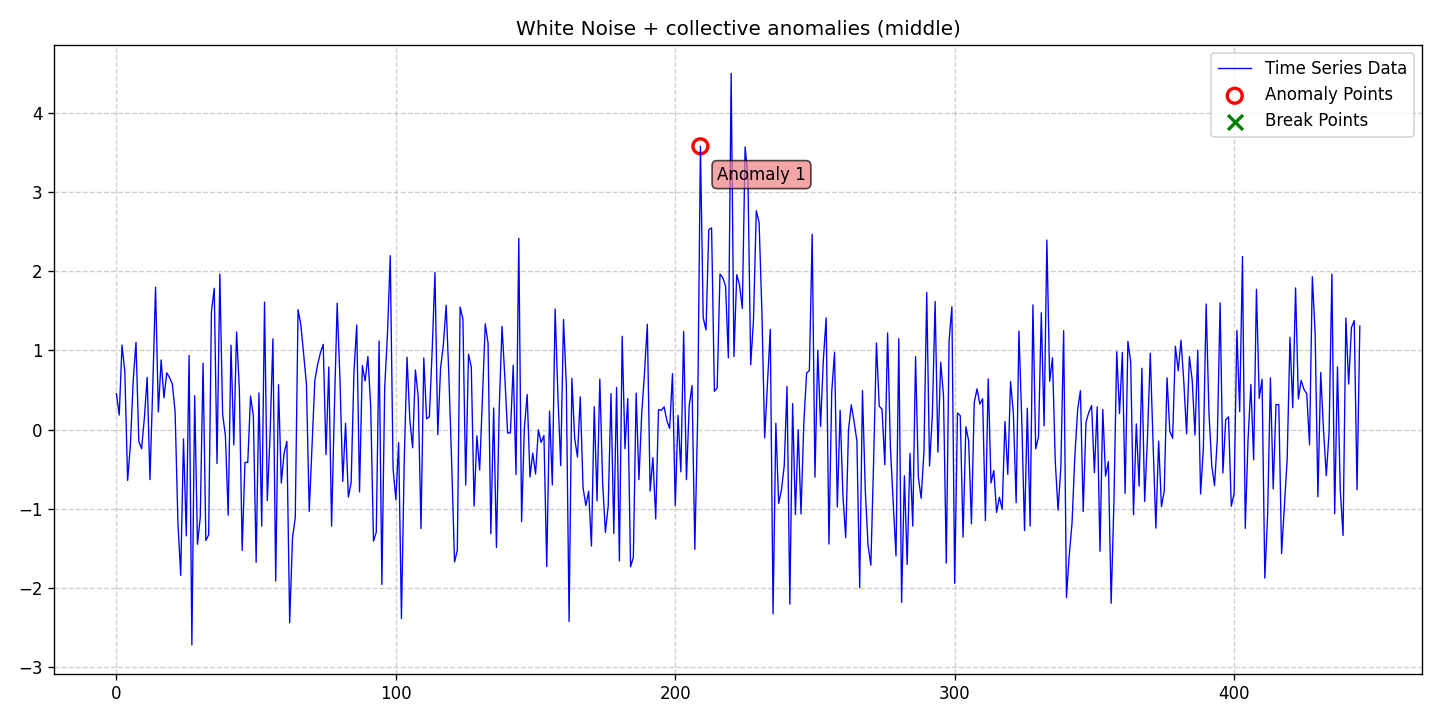 White Noise + collective anomalies (middle)
Time Series Data
Anomaly Points
Break Points
Anomaly 1
4
3
2
1
0
−1
−2
−3
0 100 200 300 400